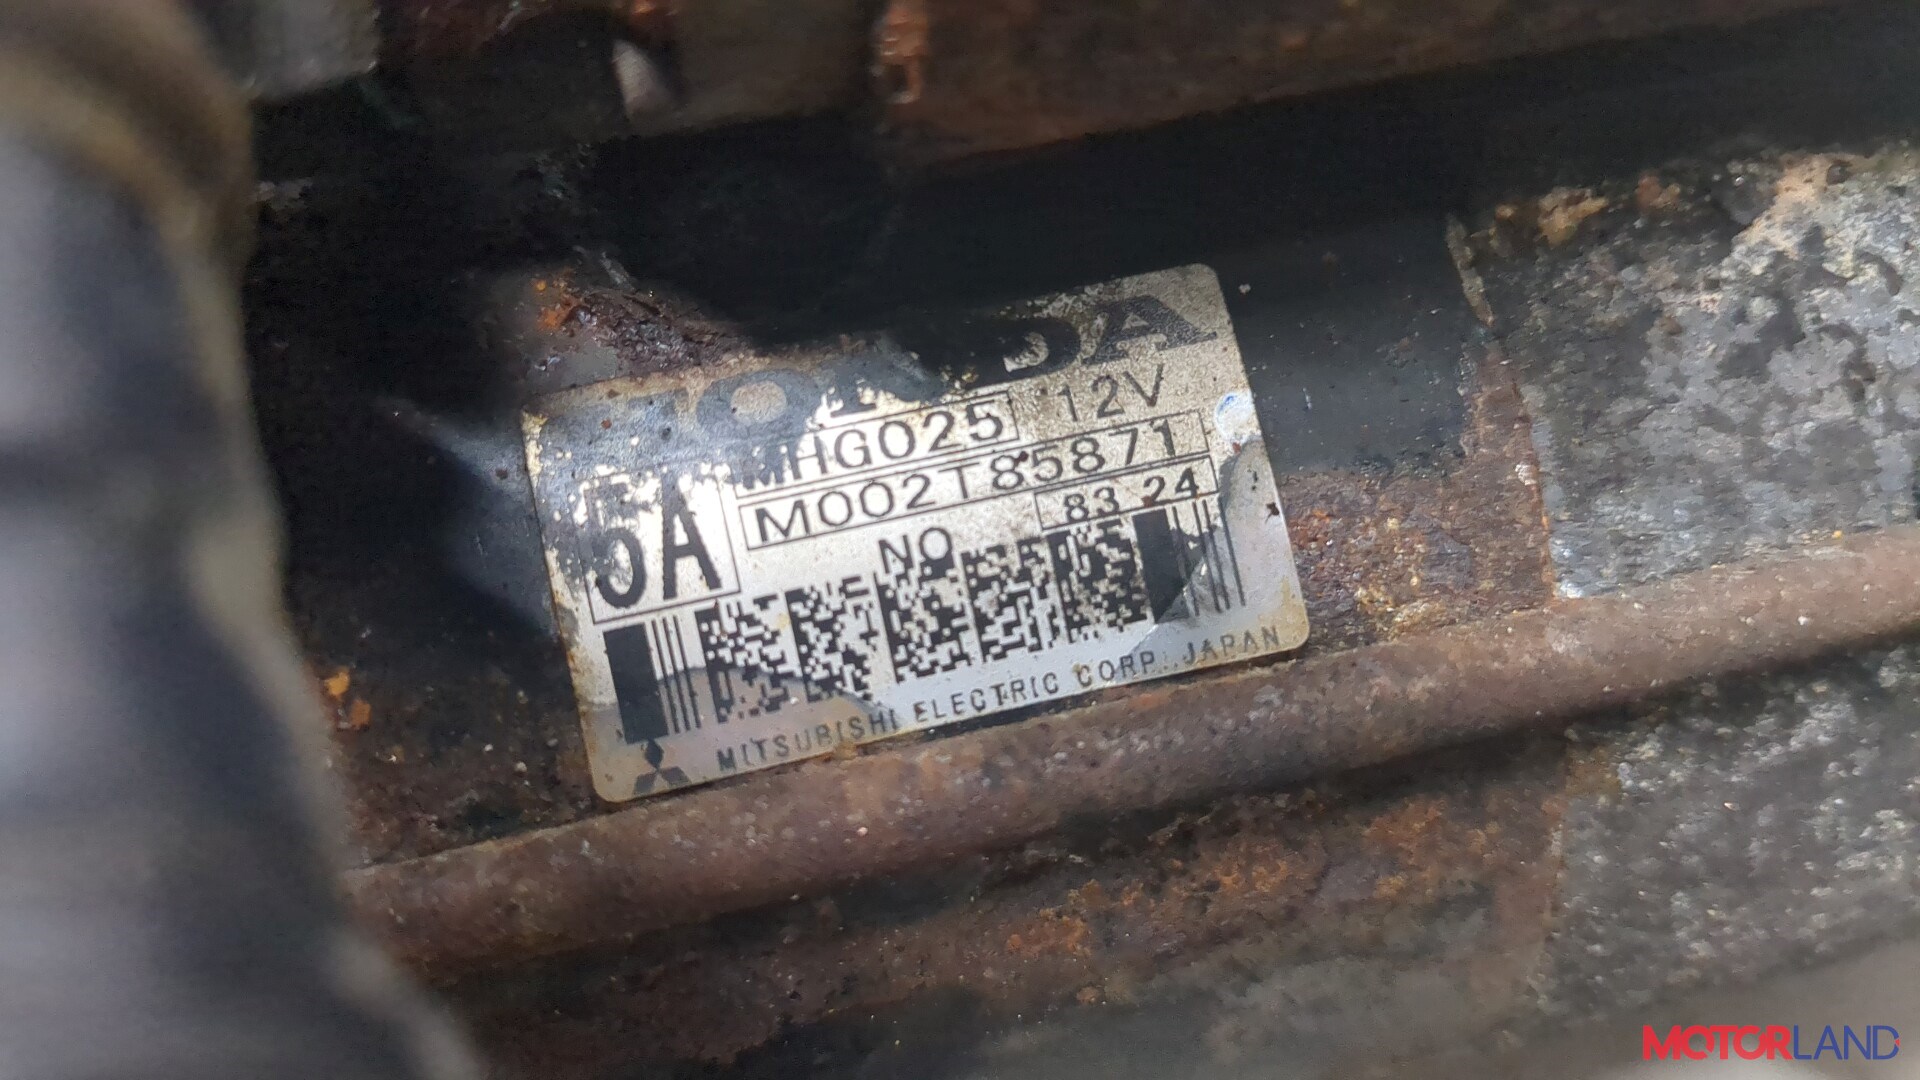 HONDA
MHG025 12V
5A
M002T85871
83 24
NO
MITSUBISHI ELECTRIC CORP. JAPAN
MOTORLAND